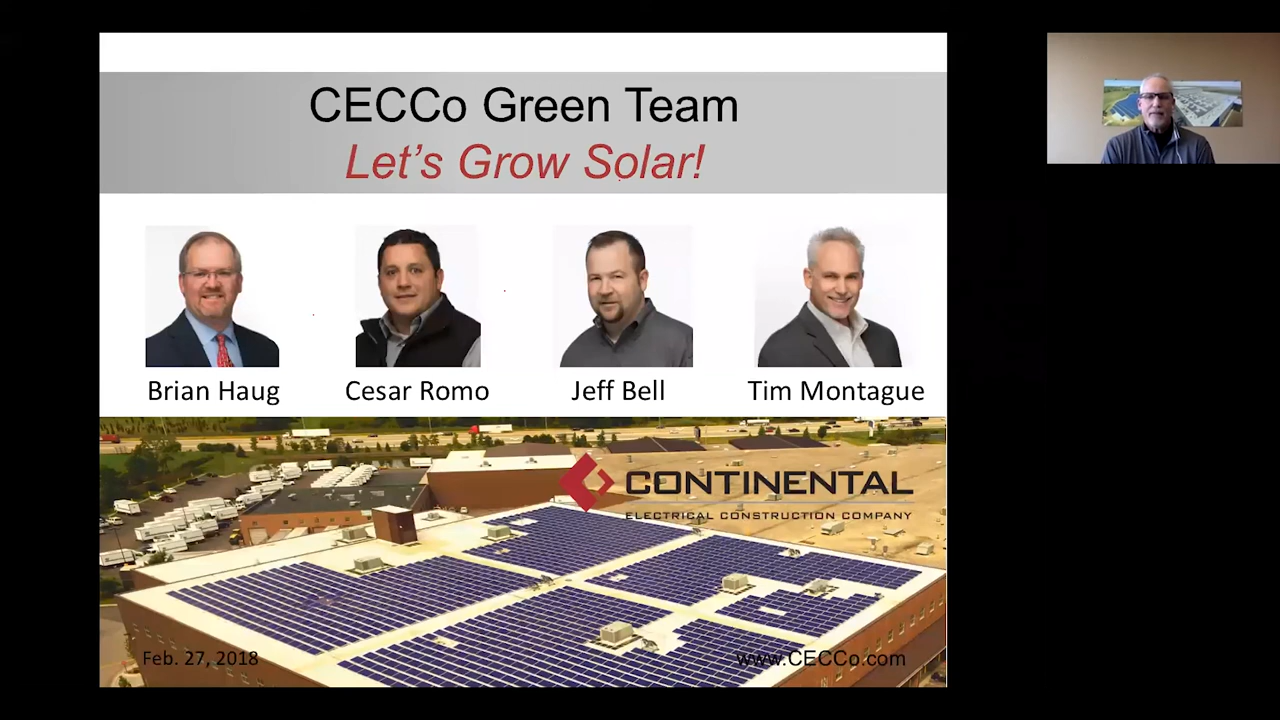 CECCo Green Team
Let's Grow Solar!
Brian Haug
Cesar Romo
Jeff Bell
Tim Montague
CONTINENTAL
ELECTRICAL CONSTRUCTION COMPANY
Feb. 27, 2018
www.CECCo.com